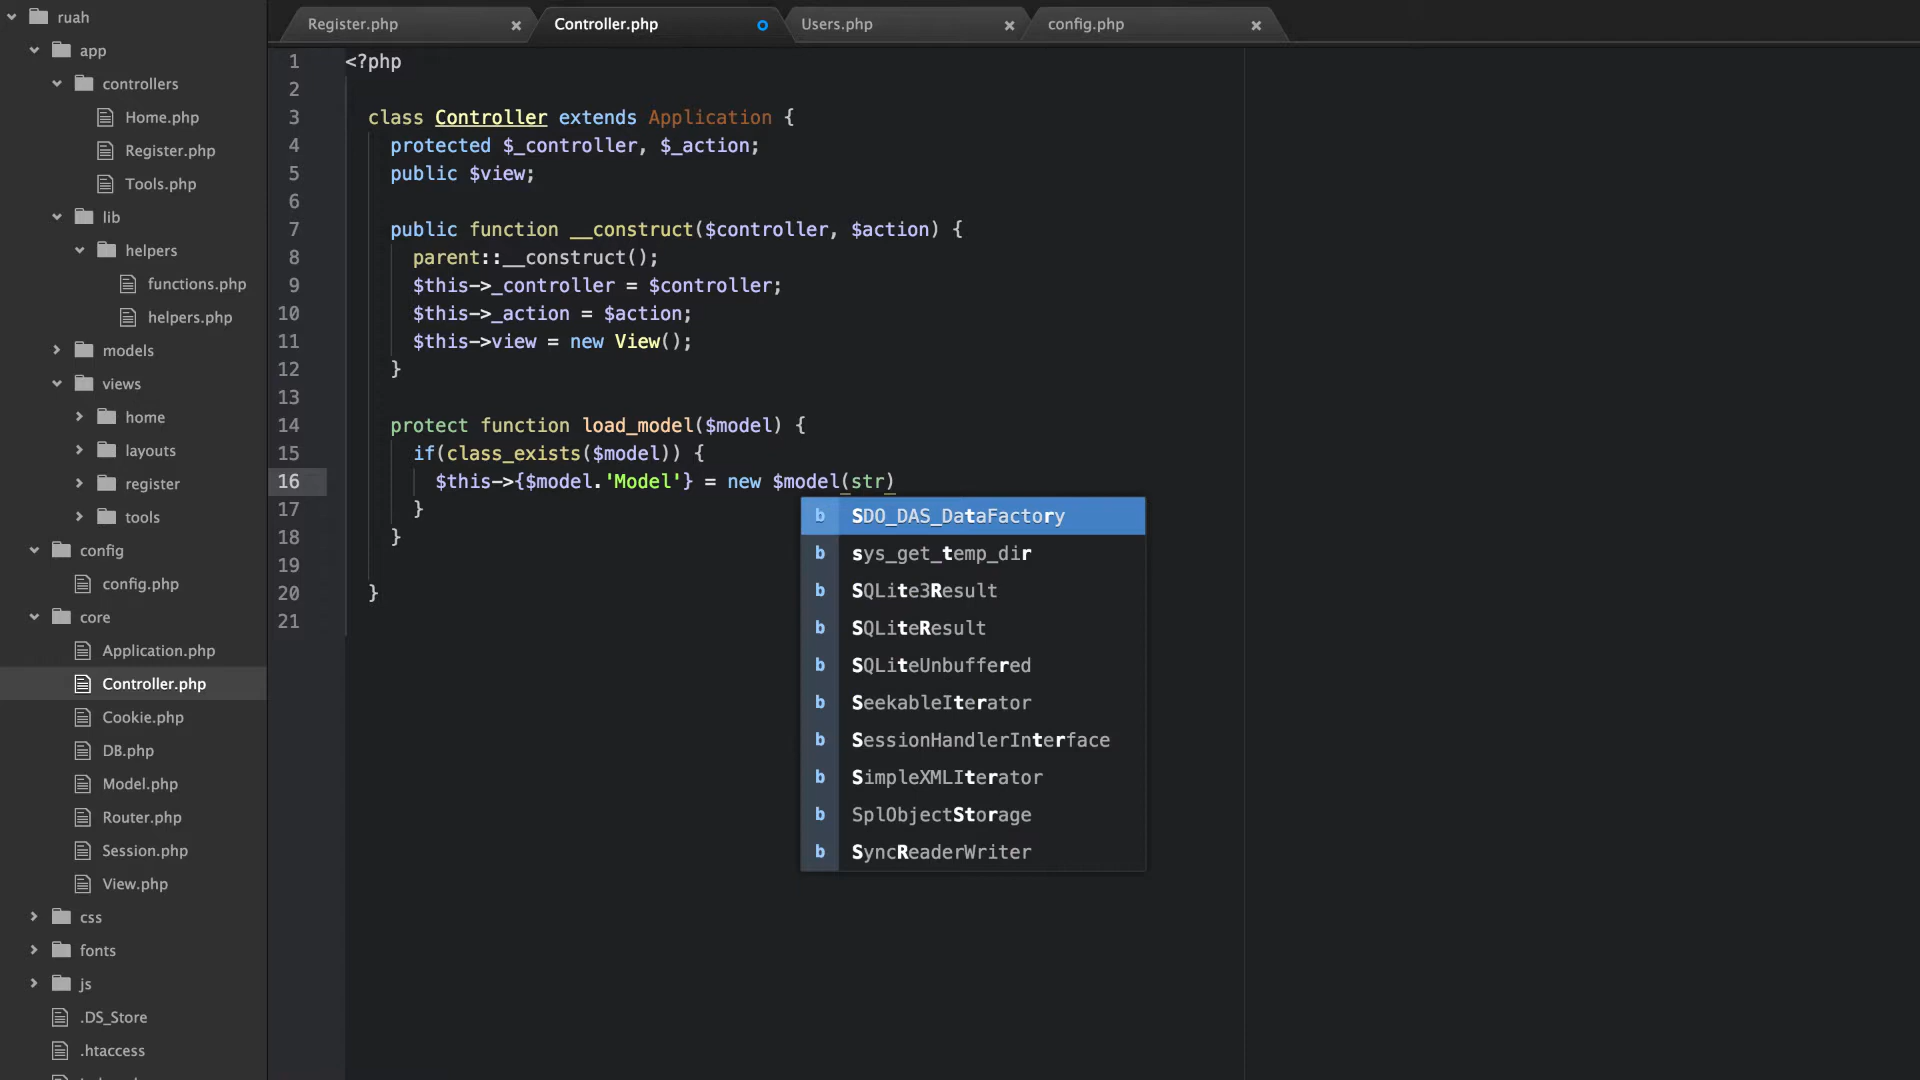 ruah
app
controllers
Home.php
Register.php
Tools.php
lib
helpers
functions.php
helpers.php
models
views
home
layouts
register
tools
config
config.php
core
Application.php
Controller.php
Cookie.php
DB.php
Model.php
Router.php
Session.php
View.php
css
fonts
js
.DS_Store
.htaccess
Register.php Controller.php Users.php config.php
1 <?php
2
3 class Controller extends Application {
4 protected $_controller, $_action;
5 public $view;
6
7 public function __construct($controller, $action) {
8 parent::__construct();
9 $this->_controller = $controller;
10 $this->_action = $action;
11 $this->view = new View();
12 }
13
14 protect function load_model($model) {
15 if(class_exists($model)) {
16 $this->{$model.'Model'} = new $model(str)
17 }
18 }
19
20 }
21
b SDO_DAS_DataFactory
b sys_get_temp_dir
b SQLite3Result
b SQLiteResult
b SQLiteUnbuffered
b SeekableIterator
b SessionHandlerInterface
b SimpleXMLIterator
b SplObjectStorage
b SyncReaderWriter